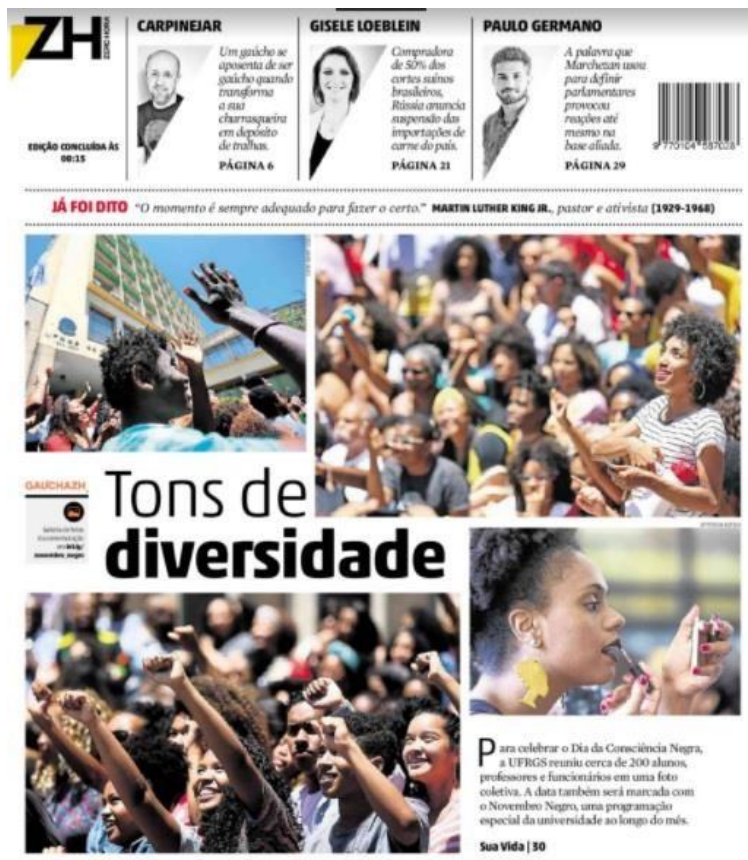 ZH
ZERO HORA
EDIÇÃO CONCLUÍDA ÀS
00:15
CARPINEJAR
Um gaúcho se
aposenta de ser
gaúcho quando
transforma
a sua
churrasqueira
em depósito
de tralhas.
PÁGINA 6
GISELE LOEBLEIN
Compradora
de 50% dos
cortes suínos
brasileiros,
Rússia anuncia
suspensão das
importações de
carne do país.
PÁGINA 21
PAULO GERMANO
A palavra que
Marchezan usou
para definir
parlamentares
provocou
reações até
mesmo na
base aliada.
PÁGINA 29
9 770104 587028
JÁ FOI DITO "O momento é sempre adequado para fazer o certo." MARTIN LUTHER KING JR., pastor e ativista (1929-1968)
GAÚCHAZH
Tons de
diversidade
Para celebrar o Dia da Consciência Negra,
a UFRGS reuniu cerca de 200 alunos,
professores e funcionários em uma foto
coletiva. A data também será marcada com
o Novembro Negro, uma programação
especial da universidade ao longo do mês.
Sua Vida | 30